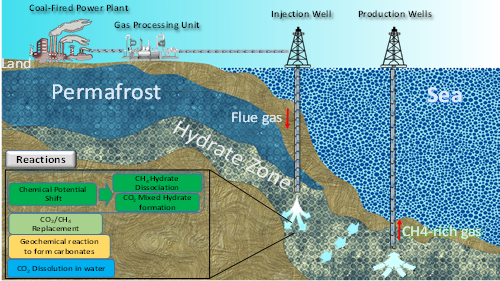 Coal-Fired Power Plant
Gas Processing Unit
Injection Well
Production Wells
Land
Permafrost
Sea
Flue gas
Hydrate Zone
Reactions
Chemical Potential
Shift
CH₄ Hydrate
Dissociation
CO₂ Mixed Hydrate
formation
CO₂/CH₄
Replacement
Geochemical reaction
to form carbonates
CO₂ Dissolution in water
CH4-rich gas